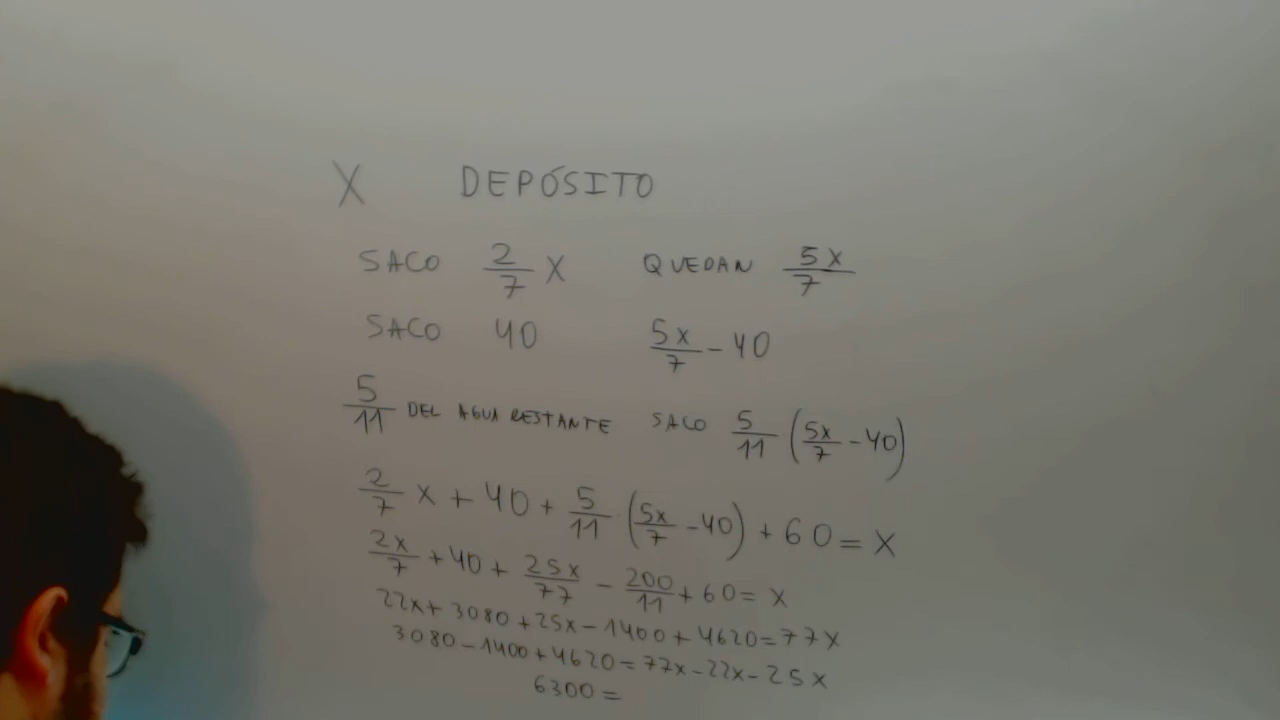 X DEPÓSITO
SACO 2/7 X QUEDAN 5X/7
SACO 40 5X/7 - 40
5/11 DEL AGUA RESTANTE SACO 5/11 (5X/7 - 40)
2/7 X + 40 + 5/11 (5X/7 - 40) + 60 = X
2X/7 + 40 + 25X/77 - 200/11 + 60 = X
22X + 3080 + 25X - 1400 + 4620 = 77X
3080 - 1400 + 4620 = 77X - 22X - 25X
6300 =